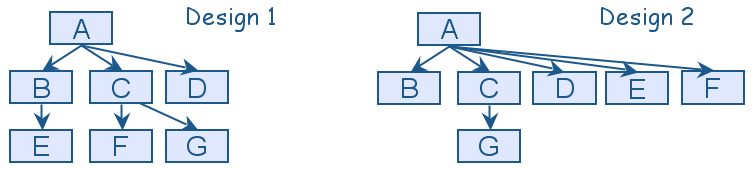 Design 1
A
B C D
E F G
Design 2
A
B C D E F
G